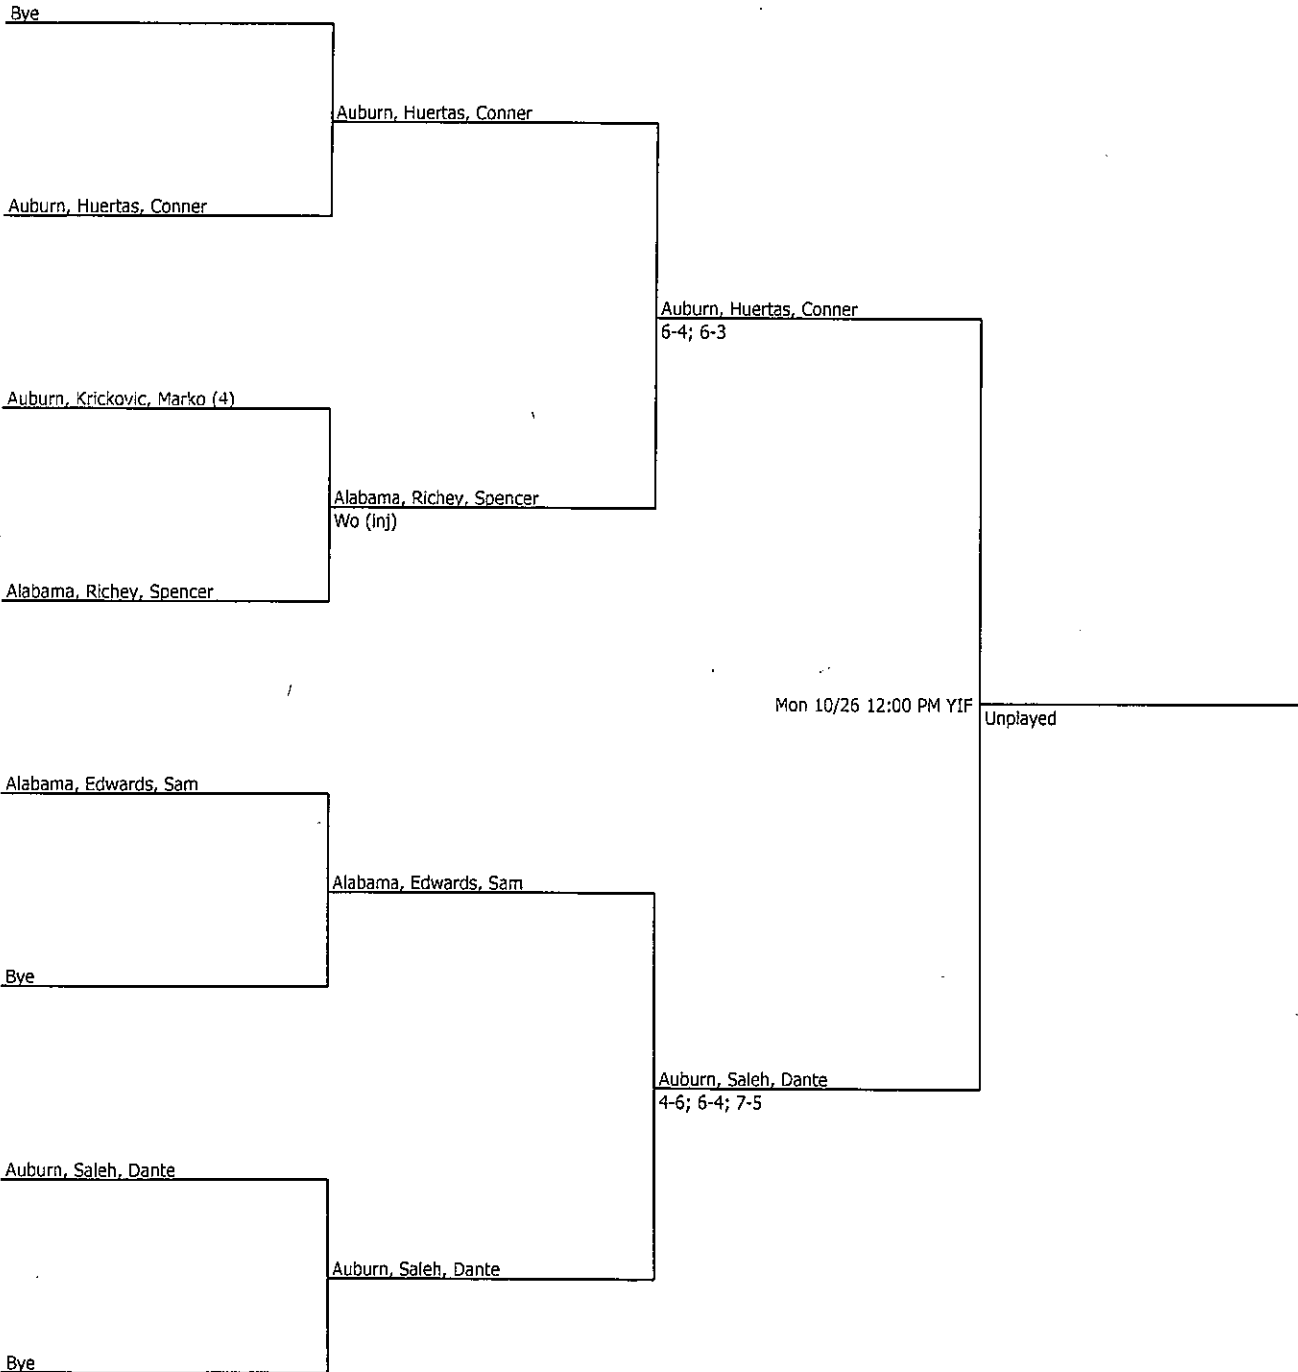 Bye
Auburn, Huertas, Conner
Auburn, Huertas, Conner
Auburn, Huertas, Conner
6-4; 6-3
Auburn, Krickovic, Marko (4)
Alabama, Richey, Spencer
Wo (inj)
Alabama, Richey, Spencer
Mon 10/26 12:00 PM YIF
Unplayed
Alabama, Edwards, Sam
Alabama, Edwards, Sam
Bye
Auburn, Saleh, Dante
4-6; 6-4; 7-5
Auburn, Saleh, Dante
Auburn, Saleh, Dante
Bye